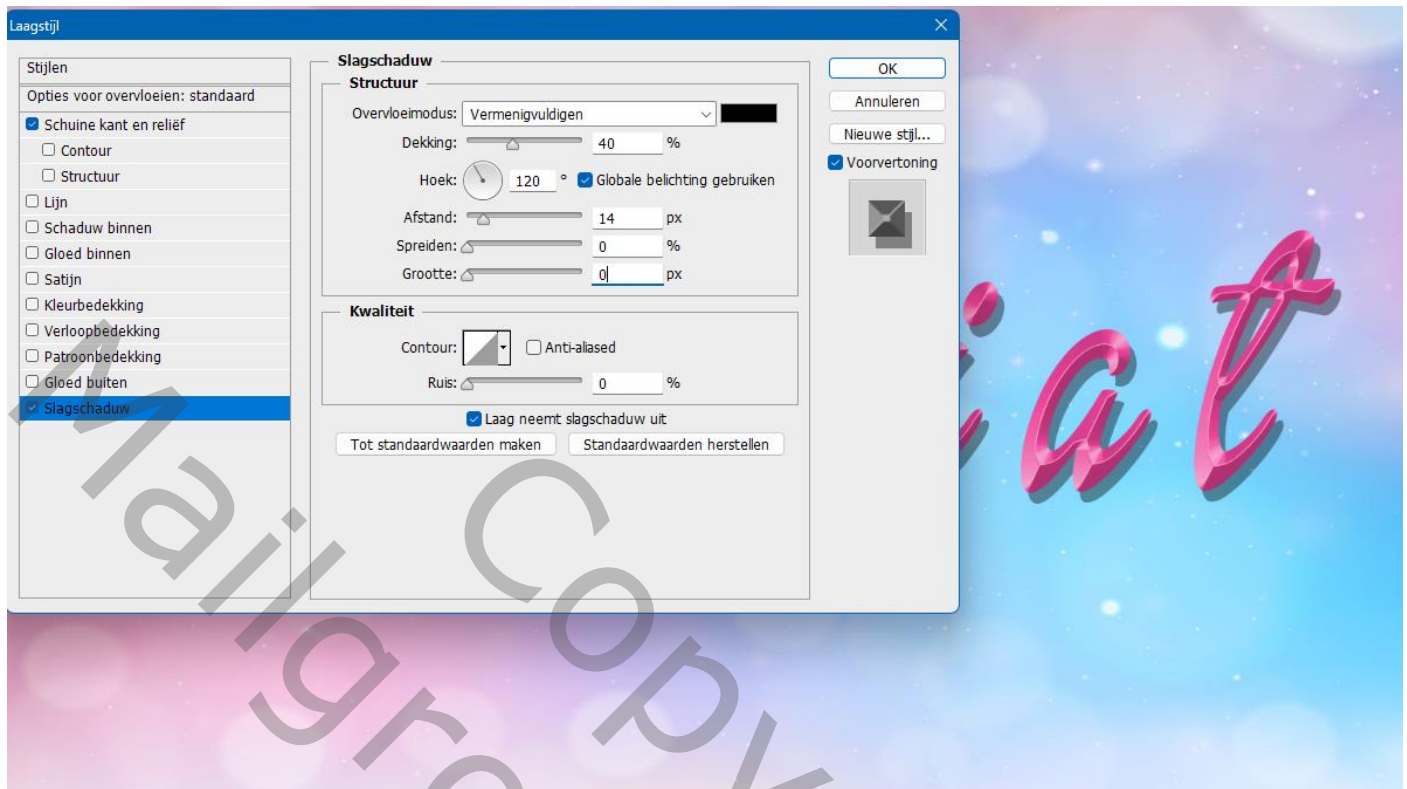 Laagstijl
Stijlen
Opties voor overvloeien: standaard
Schuine kant en reliëf
Contour
Structuur
Lijn
Schaduw binnen
Gloed binnen
Satijn
Kleurbedekking
Verloopbedekking
Patroonbedekking
Gloed buiten
Slagschaduw
Slagschaduw
Structuur
Overvloeimodus: Vermenigvuldigen
Dekking: 40 %
Hoek: 120 ° Globale belichting gebruiken
Afstand: 14 px
Spreiden: 0 %
Grootte: 0 px
Kwaliteit
Contour: Anti-aliased
Ruis: 0 %
Laag neemt slagschaduw uit
Tot standaardwaarden maken Standaardwaarden herstellen
OK
Annuleren
Nieuwe stijl...
Voorvertoning
iat
Mailgro
Copy